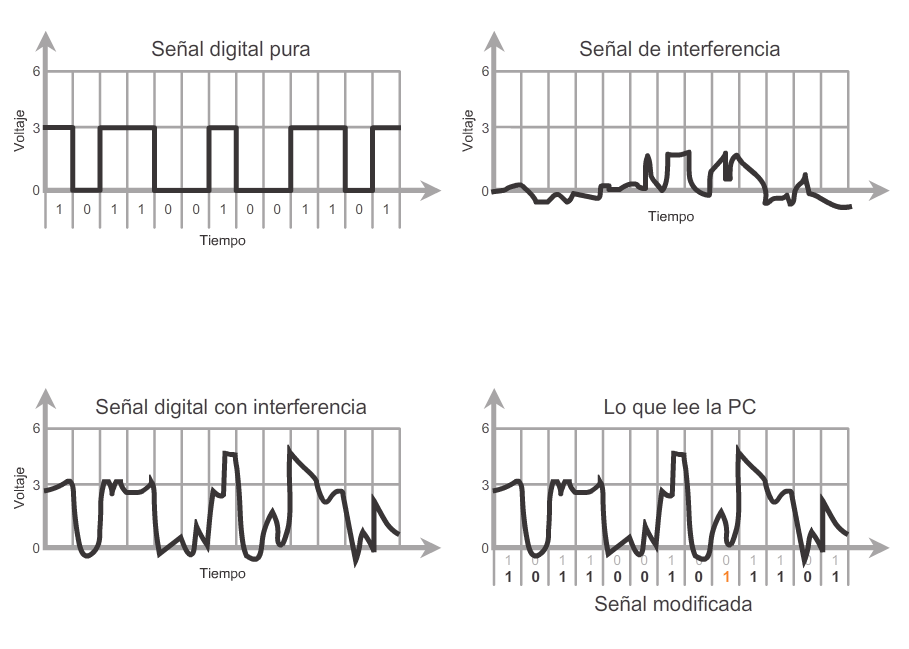 Señal digital pura
6
Voltaje
3
0
1 0 1 1 0 0 1 0 0 1 1 0 1
Tiempo
Señal de interferencia
6
Voltaje
3
0
Tiempo
Señal digital con interferencia
6
Voltaje
3
0
Tiempo
Lo que lee la PC
6
3
0
1 0 1 1 0 0 1 0 0 1 1 0 1
1 0 1 1 0 0 1 0 1 1 1 0 1
Señal modificada